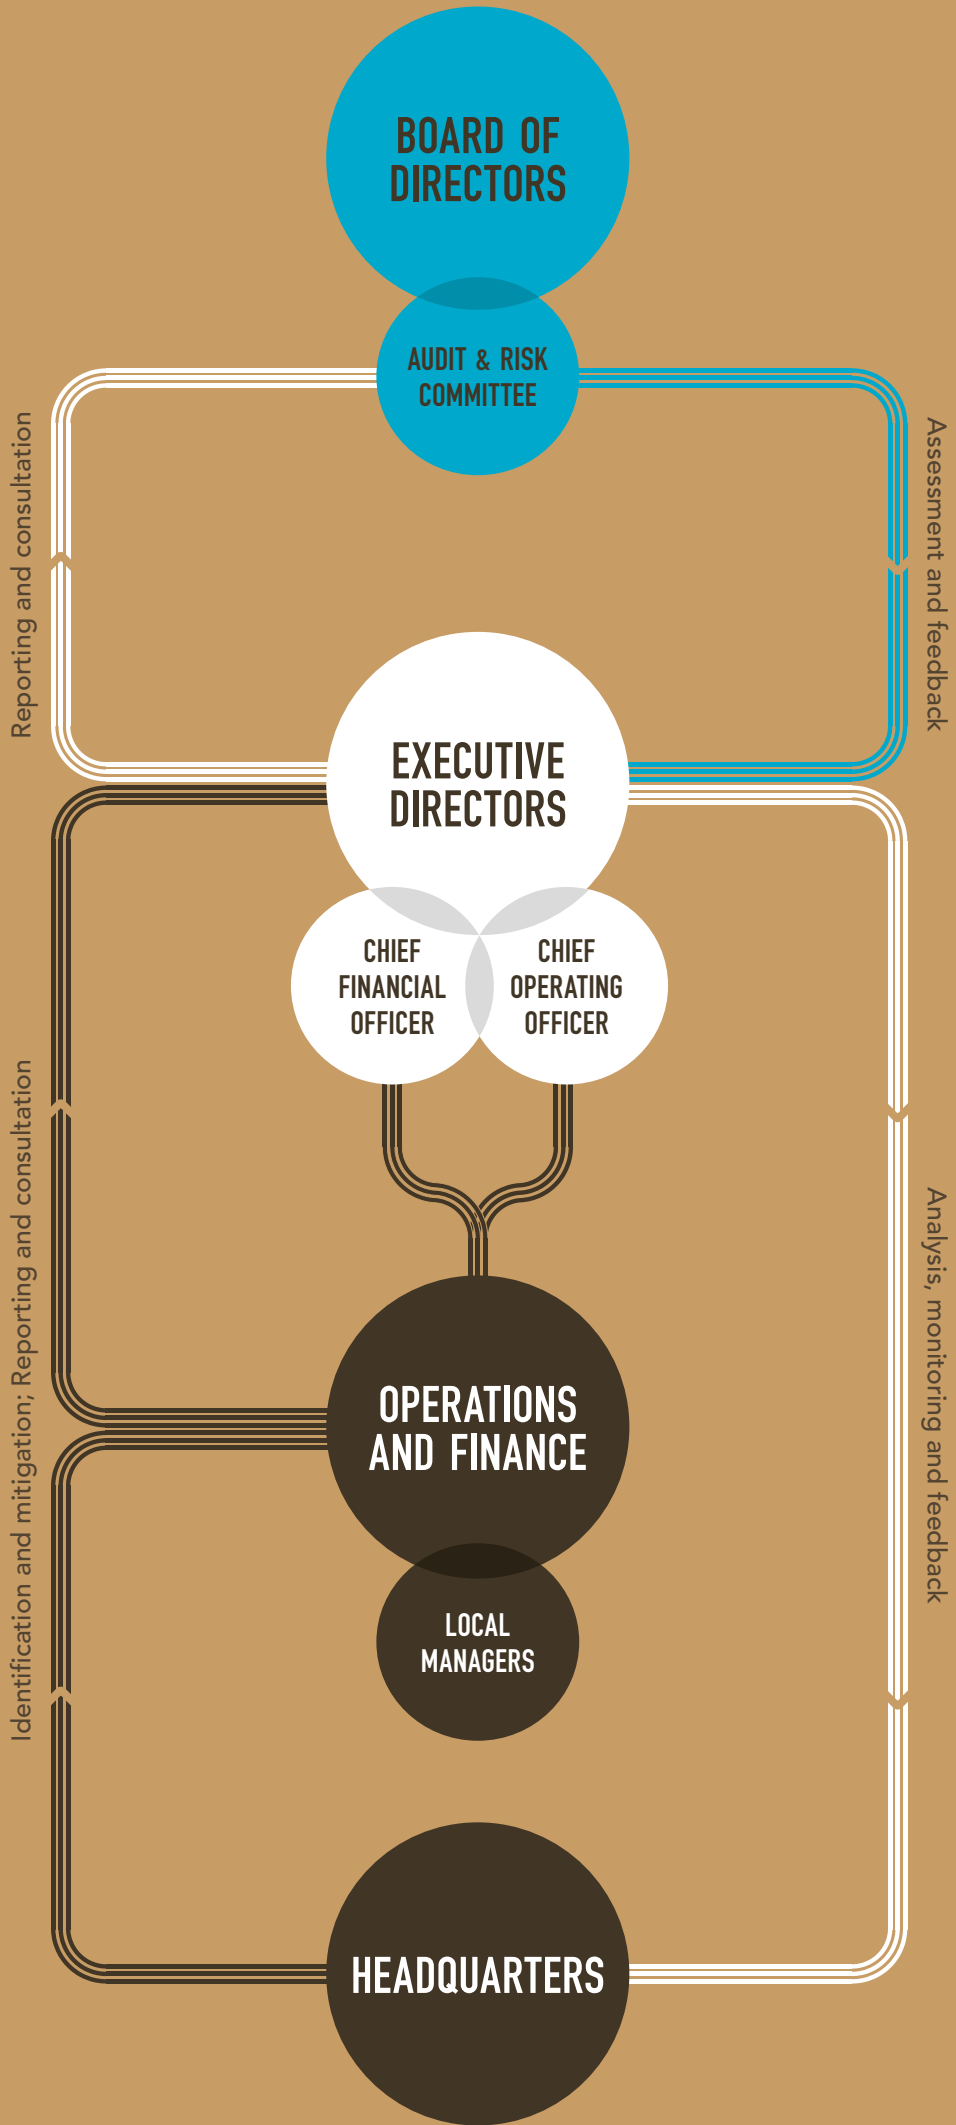 BOARD OF
DIRECTORS
AUDIT & RISK
COMMITTEE
Reporting and consultation
Assessment and feedback
EXECUTIVE
DIRECTORS
CHIEF
FINANCIAL
OFFICER
CHIEF
OPERATING
OFFICER
Identification and mitigation; Reporting and consultation
Analysis, monitoring and feedback
OPERATIONS
AND FINANCE
LOCAL
MANAGERS
HEADQUARTERS